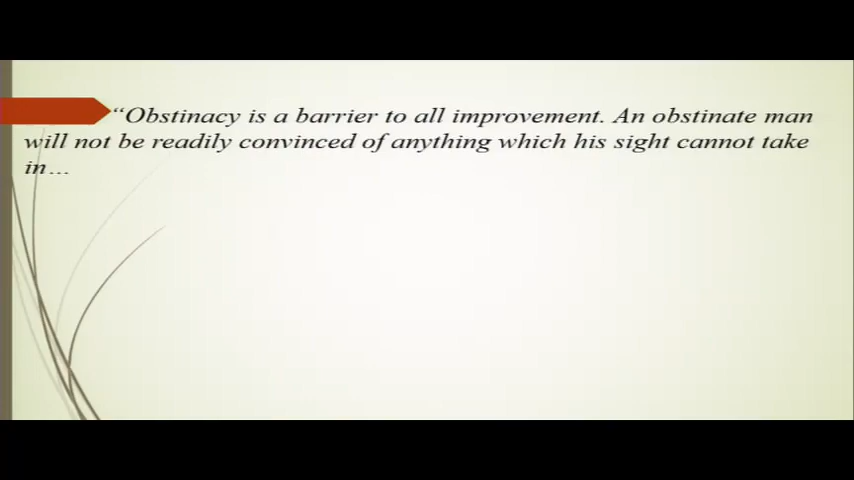 “Obstinacy is a barrier to all improvement. An obstinate man
will not be readily convinced of anything which his sight cannot take
in…